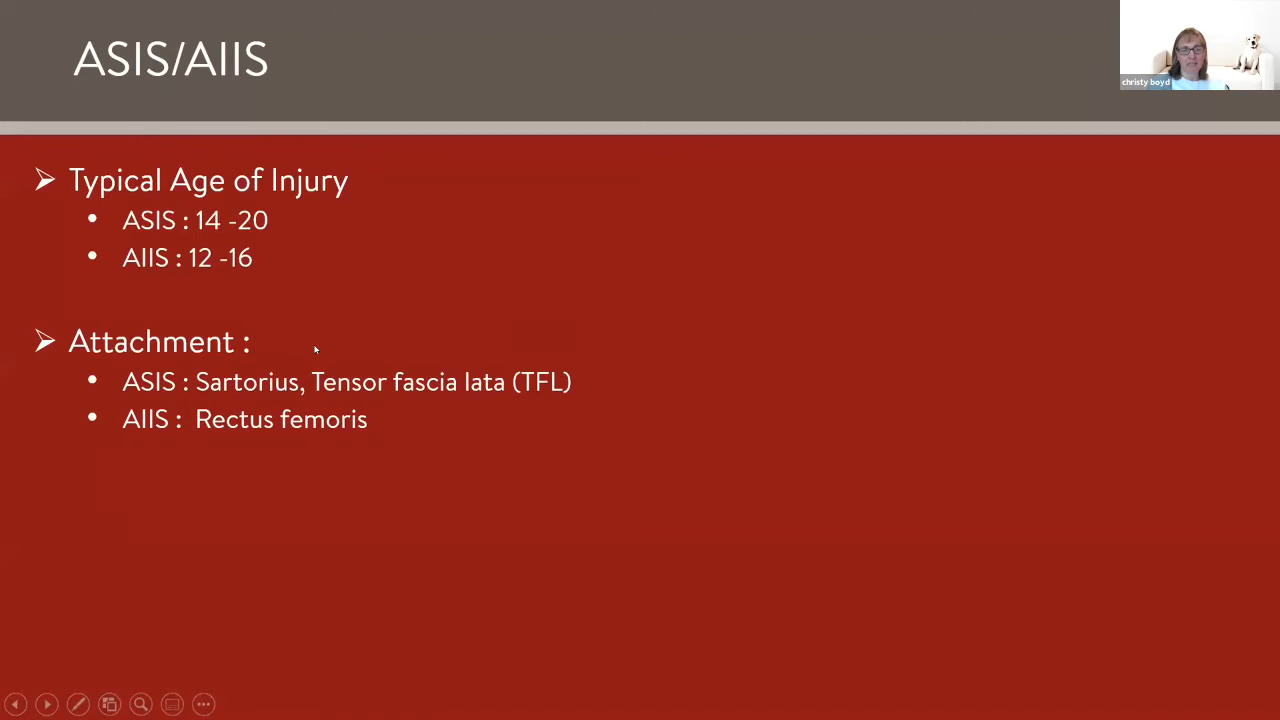 ASIS/AIIS
christy boyd
Typical Age of Injury
ASIS : 14 -20
AIIS : 12 -16
Attachment :
ASIS : Sartorius, Tensor fascia lata (TFL)
AIIS :  Rectus femoris